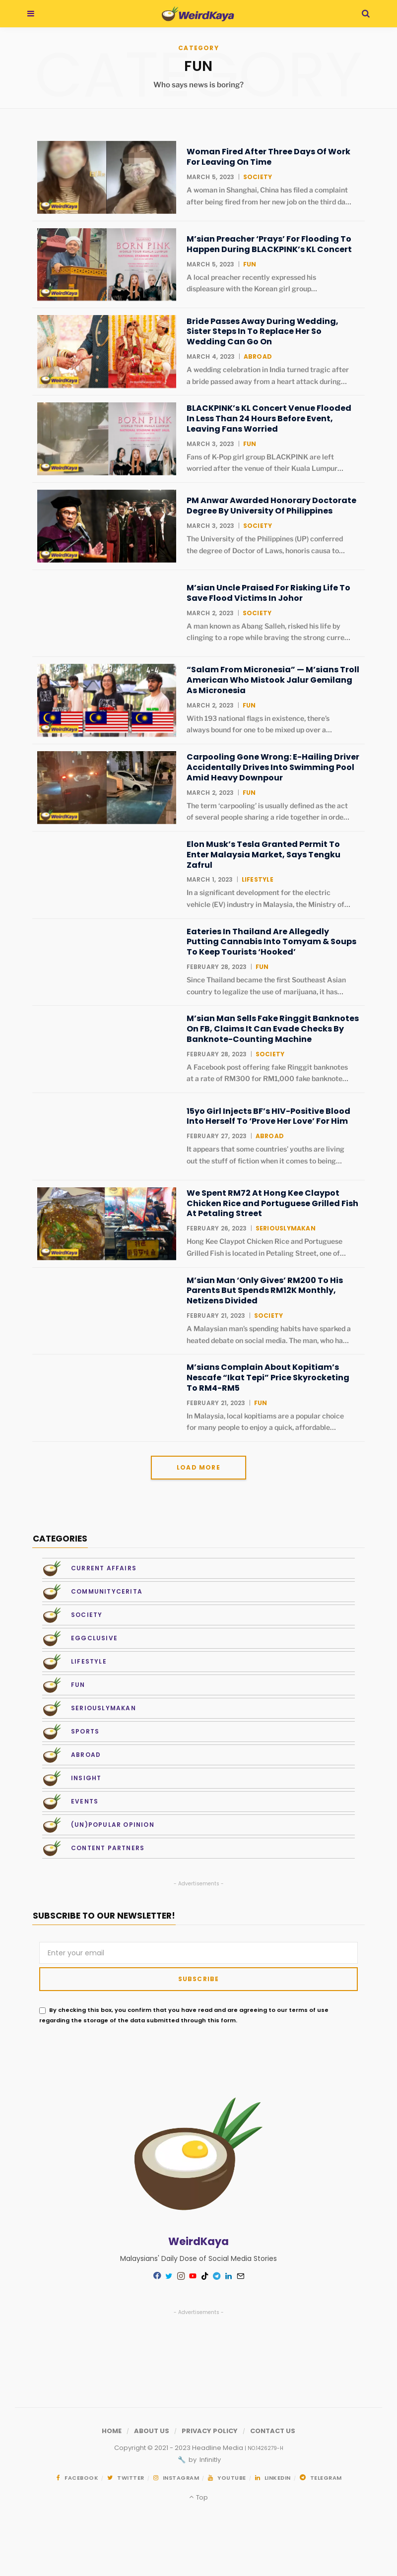 WeirdKaya
CATEGORY
FUN
Who says news is boring?
Woman Fired After Three Days Of Work
For Leaving On Time
MARCH 5, 2023 | SOCIETY
A woman in Shanghai, China has filed a complaint
after being fired from her new job on the third da…
M'sian Preacher 'Prays' For Flooding To
Happen During BLACKPINK's KL Concert
MARCH 5, 2023 | FUN
A local preacher recently expressed his
displeasure with the Korean girl group…
Bride Passes Away During Wedding,
Sister Steps In To Replace Her So
Wedding Can Go On
MARCH 4, 2023 | ABROAD
A wedding celebration in India turned tragic after
a bride passed away from a heart attack during…
BLACKPINK's KL Concert Venue Flooded
In Less Than 24 Hours Before Event,
Leaving Fans Worried
MARCH 3, 2023 | FUN
Fans of K-Pop girl group BLACKPINK are left
worried after the venue of their Kuala Lumpur…
PM Anwar Awarded Honorary Doctorate
Degree By University Of Philippines
MARCH 3, 2023 | SOCIETY
The University of the Philippines (UP) conferred
the degree of Doctor of Laws, honoris causa to…
M'sian Uncle Praised For Risking Life To
Save Flood Victims In Johor
MARCH 2, 2023 | SOCIETY
A man known as Abang Salleh, risked his life by
clinging to a rope while braving the strong curre…
"Salam From Micronesia" — M'sians Troll
American Who Mistook Jalur Gemilang
As Micronesia
MARCH 2, 2023 | FUN
With 193 national flags in existence, there's
always bound for one to be mixed up over a…
Carpooling Gone Wrong: E-Hailing Driver
Accidentally Drives Into Swimming Pool
Amid Heavy Downpour
MARCH 2, 2023 | FUN
The term 'carpooling' is usually defined as the act
of several people sharing a ride together in orde…
Elon Musk's Tesla Granted Permit To
Enter Malaysia Market, Says Tengku
Zafrul
MARCH 1, 2023 | LIFESTYLE
In a significant development for the electric
vehicle (EV) industry in Malaysia, the Ministry of…
Eateries In Thailand Are Allegedly
Putting Cannabis Into Tomyam & Soups
To Keep Tourists 'Hooked'
FEBRUARY 28, 2023 | FUN
Since Thailand became the first Southeast Asian
country to legalize the use of marijuana, it has…
M'sian Man Sells Fake Ringgit Banknotes
On FB, Claims It Can Evade Checks By
Banknote-Counting Machine
FEBRUARY 28, 2023 | SOCIETY
A Facebook post offering fake Ringgit banknotes
at a rate of RM300 for RM1,000 fake banknote…
15yo Girl Injects BF's HIV-Positive Blood
Into Herself To 'Prove Her Love' For Him
FEBRUARY 27, 2023 | ABROAD
It appears that some countries' youths are living
out the stuff of fiction when it comes to being…
We Spent RM72 At Hong Kee Claypot
Chicken Rice and Portuguese Grilled Fish
At Petaling Street
FEBRUARY 26, 2023 | SERIOUSLYMAKAN
Hong Kee Claypot Chicken Rice and Portuguese
Grilled Fish is located in Petaling Street, one of…
M'sian Man 'Only Gives' RM200 To His
Parents But Spends RM12K Monthly,
Netizens Divided
FEBRUARY 21, 2023 | SOCIETY
A Malaysian man's spending habits have sparked a
heated debate on social media. The man, who ha…
M'sians Complain About Kopitiam's
Nescafe "Ikat Tepi" Price Skyrocketing
To RM4-RM5
FEBRUARY 21, 2023 | FUN
In Malaysia, local kopitiams are a popular choice
for many people to enjoy a quick, affordable…
LOAD MORE
CATEGORIES
CURRENT AFFAIRS
COMMUNITYCERITA
SOCIETY
EGGCLUSIVE
LIFESTYLE
FUN
SERIOUSLYMAKAN
SPORTS
ABROAD
INSIGHT
EVENTS
(UN)POPULAR OPINION
CONTENT PARTNERS
- Advertisements -
SUBSCRIBE TO OUR NEWSLETTER!
Enter your email
SUBSCRIBE
By checking this box, you confirm that you have read and are agreeing to our terms of use
regarding the storage of the data submitted through this form.
WeirdKaya
Malaysians' Daily Dose of Social Media Stories
- Advertisements -
HOME / ABOUT US / PRIVACY POLICY / CONTACT US
Copyright © 2021 - 2023 Headline Media | NO.1426279-H
by Infinitly
FACEBOOK / TWITTER / INSTAGRAM / YOUTUBE / LINKEDIN / TELEGRAM
Top